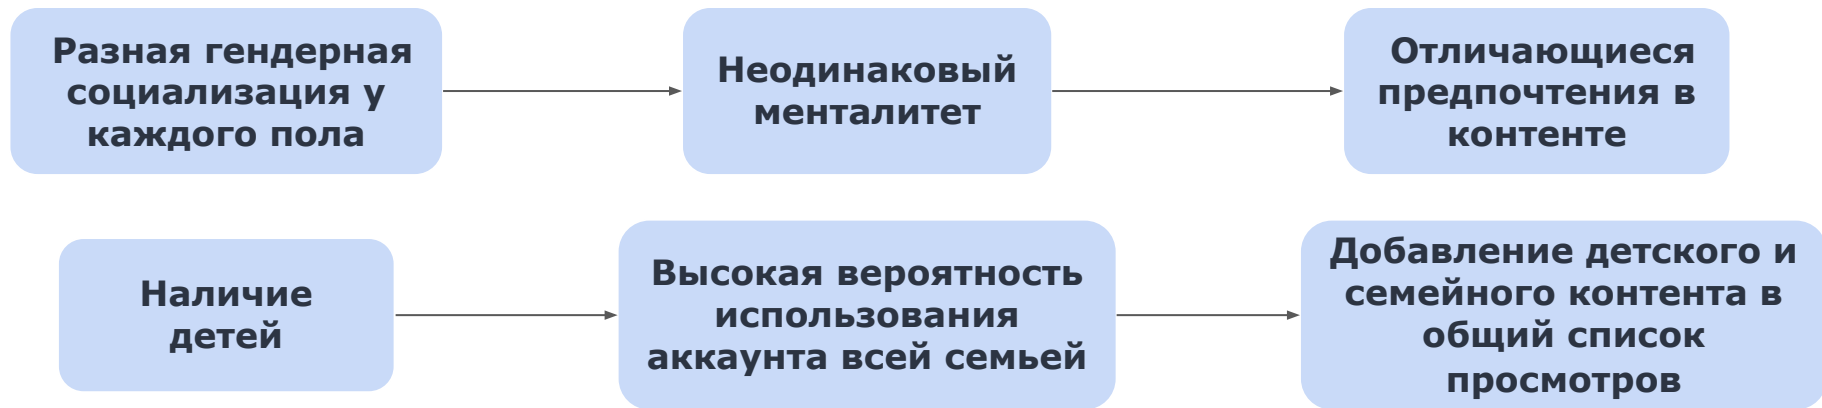 Разная гендерная
социализация у
каждого пола
Неодинаковый
менталитет
Отличающиеся
предпочтения в
контенте
Наличие
детей
Высокая вероятность
использования
аккаунта всей семьей
Добавление детского и
семейного контента в
общий список
просмотров